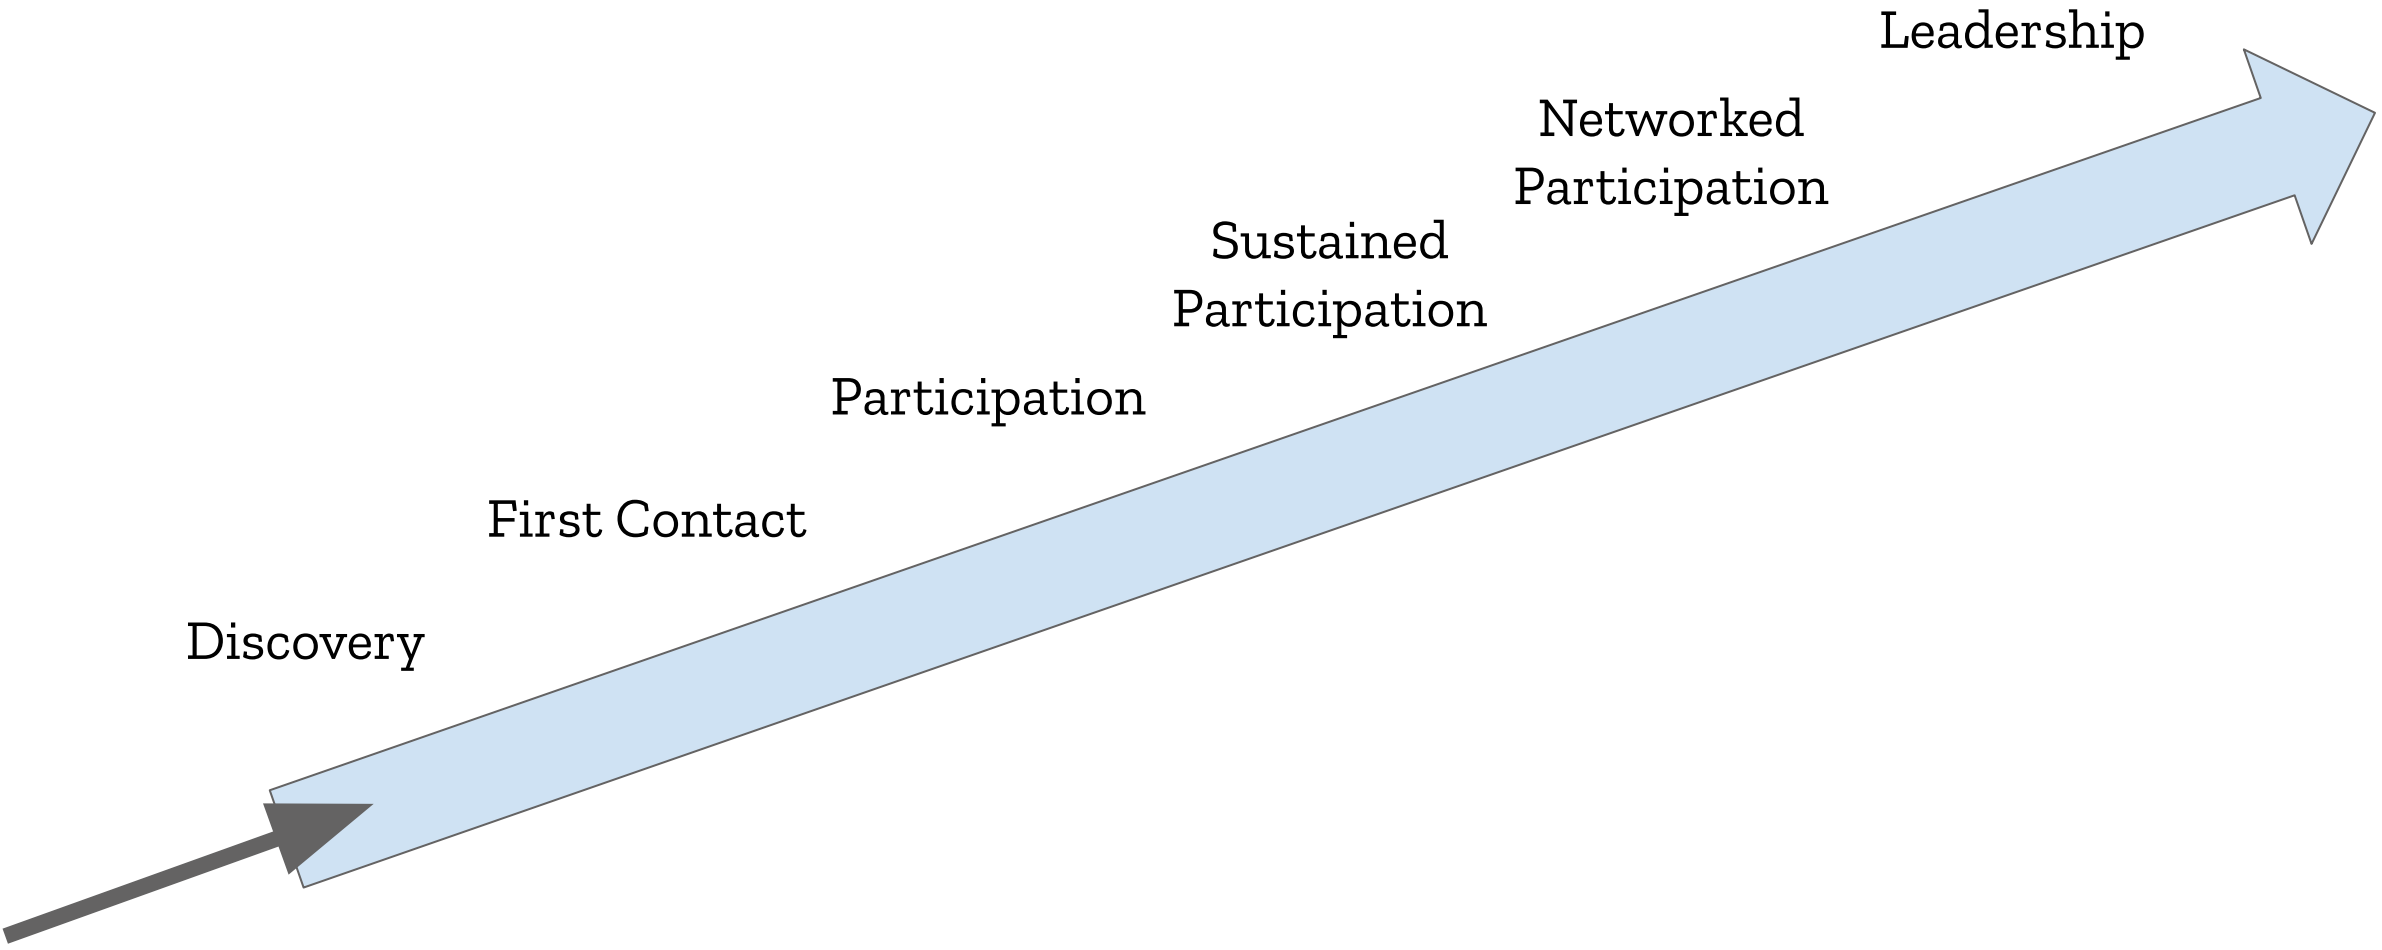 Leadership
Networked
Participation
Sustained
Participation
Participation
First Contact
Discovery